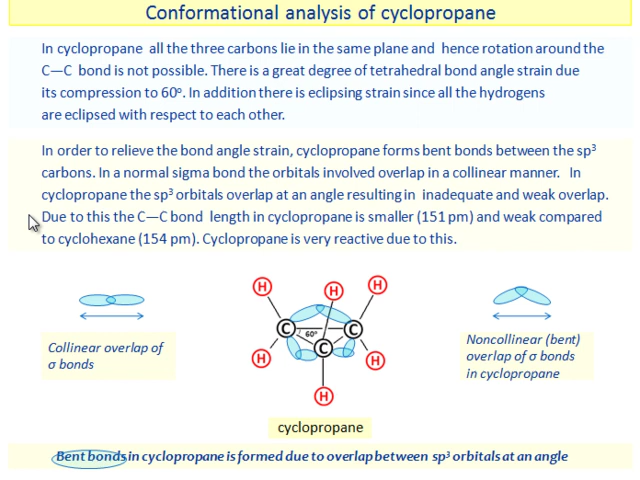 Conformational analysis of cyclopropane
In cyclopropane all the three carbons lie in the same plane and hence rotation around the
C—C bond is not possible. There is a great degree of tetrahedral bond angle strain due
its compression to 60º. In addition there is eclipsing strain since all the hydrogens
are eclipsed with respect to each other.
In order to relieve the bond angle strain, cyclopropane forms bent bonds between the sp³
carbons. In a normal sigma bond the orbitals involved overlap in a collinear manner. In
cyclopropane the sp³ orbitals overlap at an angle resulting in inadequate and weak overlap.
Due to this the C—C bond length in cyclopropane is smaller (151 pm) and weak compared
to cyclohexane (154 pm). Cyclopropane is very reactive due to this.
H
H
H
C
C
60º
C
H
H
H
Collinear overlap of
σ bonds
Noncollinear (bent)
overlap of σ bonds
in cyclopropane
cyclopropane
Bent bonds in cyclopropane is formed due to overlap between sp³ orbitals at an angle